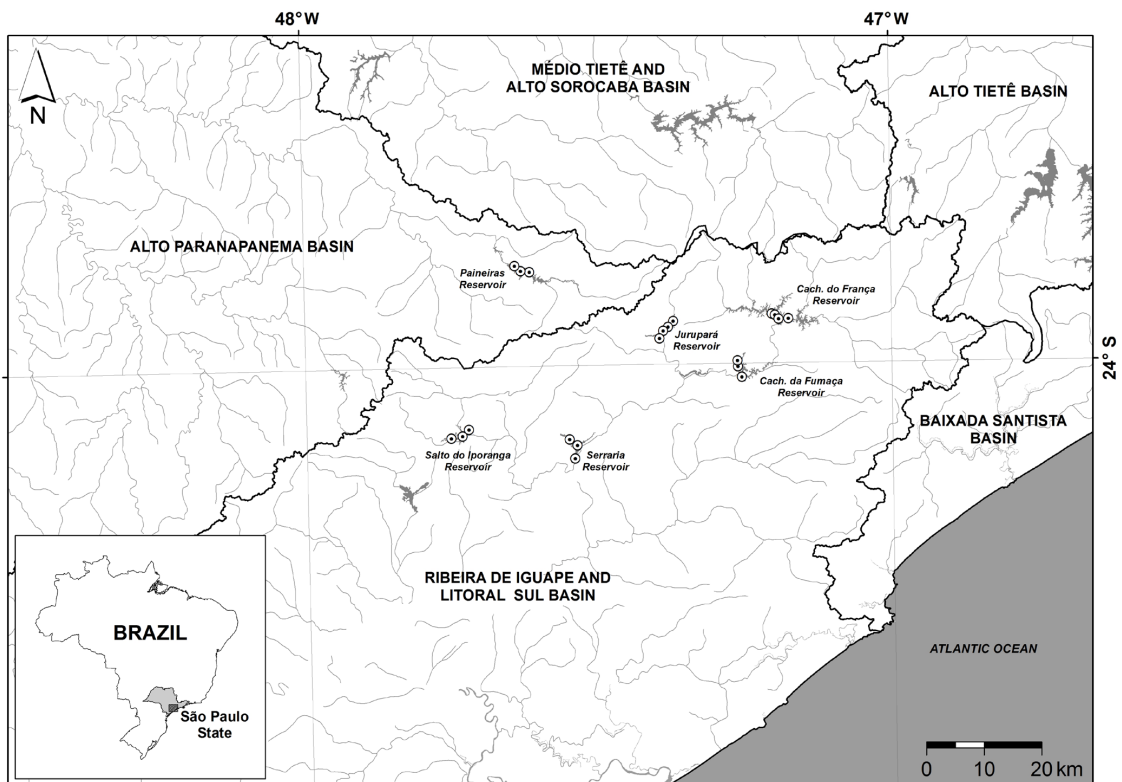 48°W
47°W
N
MÉDIO TIETÊ AND
ALTO SOROCABA BASIN
ALTO TIETÊ BASIN
ALTO PARANAPANEMA BASIN
Paineiras
Reservoir
Cach. do França
Reservoir
Jurupará
Reservoir
24° S
Cach. da Fumaça
Reservoir
BAIXADA SANTISTA
BASIN
Salto do Iporanga
Reservoir
Serraria
Reservoir
RIBEIRA DE IGUAPE AND
LITORAL SUL BASIN
BRAZIL
São Paulo
State
ATLANTIC OCEAN
0 10 20 km